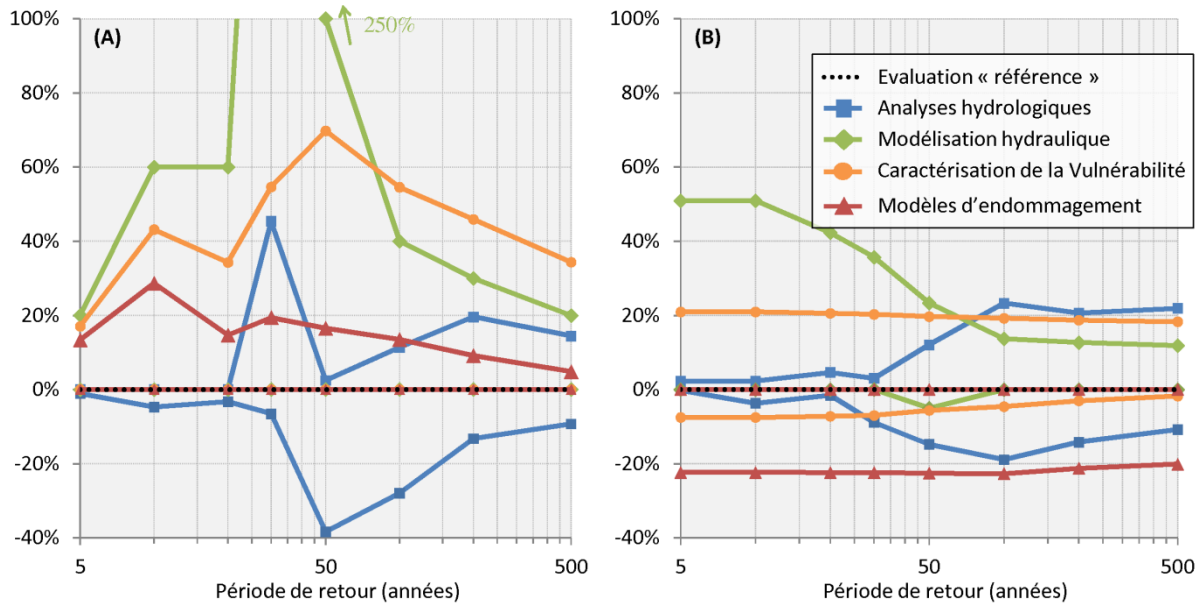 100%
80%
60%
40%
20%
0%
-20%
-40%
(A)
250%
5
50
500
Période de retour (années)
100%
80%
60%
40%
20%
0%
-20%
-40%
(B)
Evaluation « référence »
Analyses hydrologiques
Modélisation hydraulique
Caractérisation de la Vulnérabilité
Modèles d'endommagement
5
50
500
Période de retour (années)